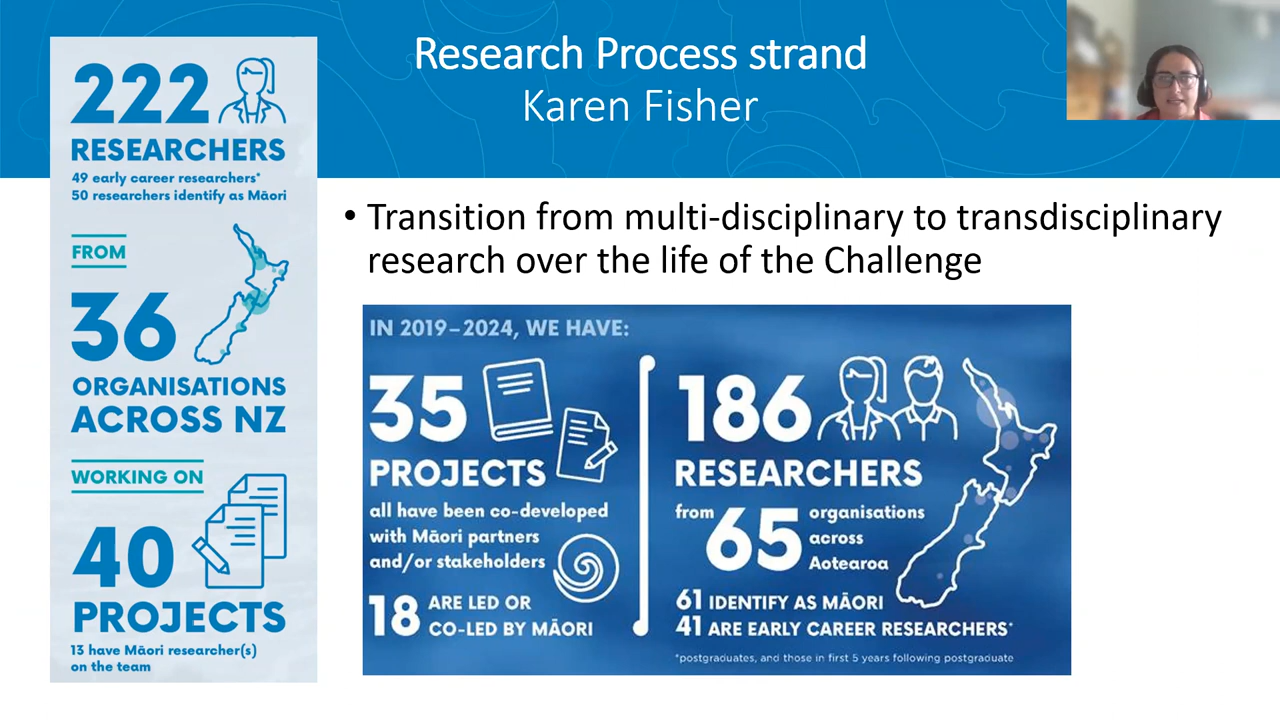 Research Process strand
Karen Fisher
222
RESEARCHERS
49 early career researchers*
50 researchers identify as Māori
FROM
36
ORGANISATIONS
ACROSS NZ
WORKING ON
40
PROJECTS
13 have Māori researcher(s)
on the team
• Transition from multi-disciplinary to transdisciplinary
research over the life of the Challenge
IN 2019–2024, WE HAVE:
35
PROJECTS
all have been co-developed
with Māori partners
and/or stakeholders
18 ARE LED OR
CO-LED BY MĀORI
186
RESEARCHERS
from 65 organisations
across
Aotearoa
61 IDENTIFY AS MĀORI
41 ARE EARLY CAREER RESEARCHERS*
*postgraduates, and those in first 5 years following postgraduate